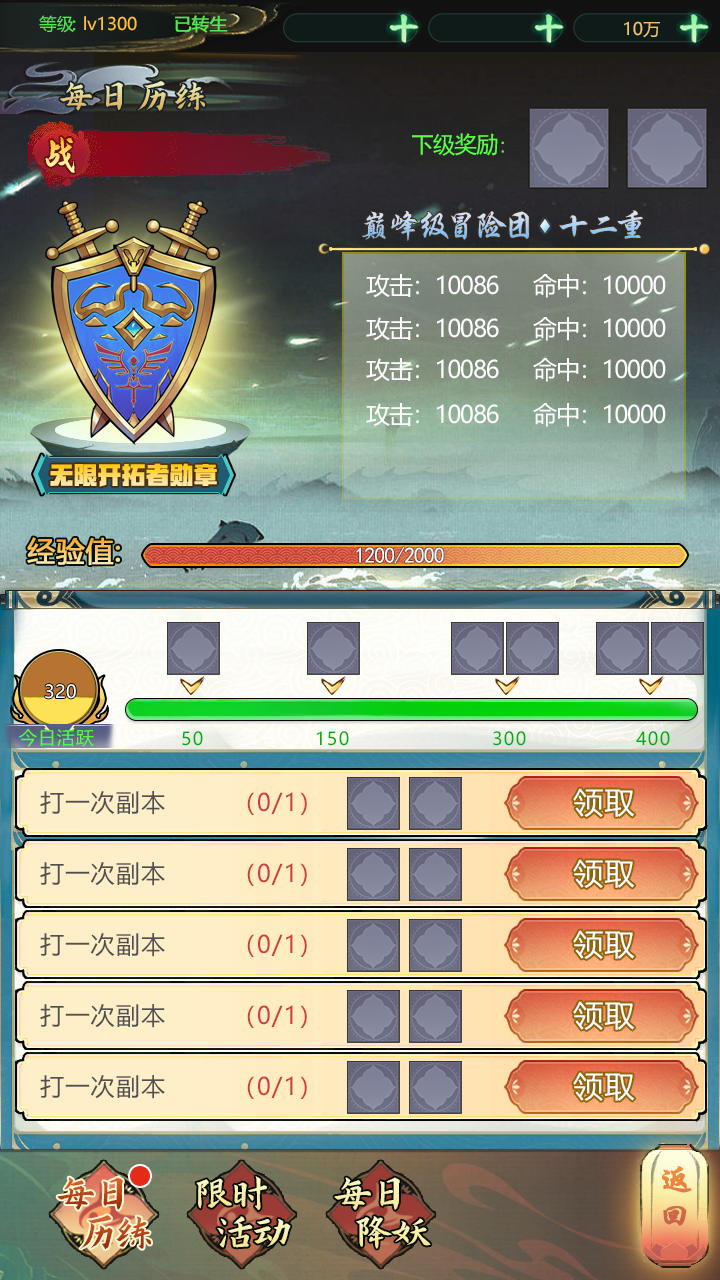 等级: lv1300 已转生 10万
每日历练
战
下级奖励:
巅峰级冒险团◆十二重
攻击: 10086 命中: 10000
攻击: 10086 命中: 10000
攻击: 10086 命中: 10000
攻击: 10086 命中: 10000
无限开拓者勋章
经验值: 1200/2000
320
今日活跃 50 150 300 400
打一次副本 (0/1) 领取
打一次副本 (0/1) 领取
打一次副本 (0/1) 领取
打一次副本 (0/1) 领取
打一次副本 (0/1) 领取
每日历练
限时活动
每日降妖
返回